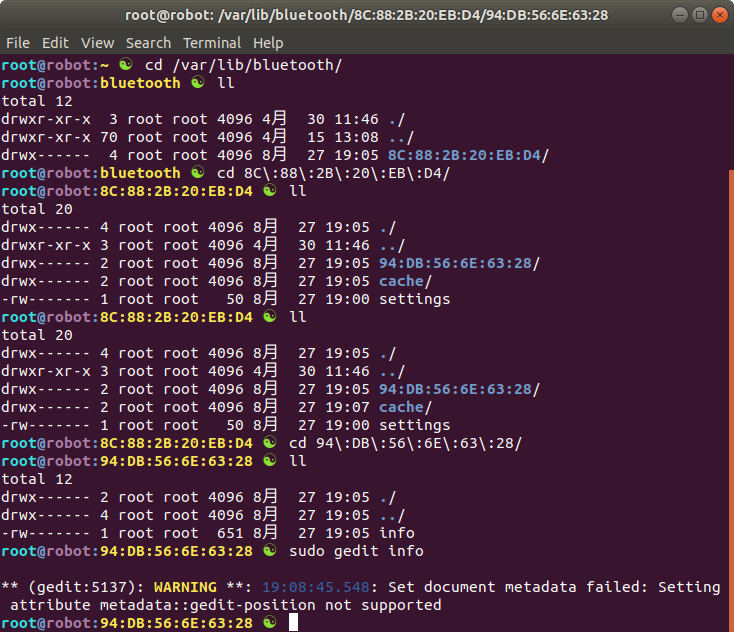 root@robot: /var/lib/bluetooth/8C:88:2B:20:EB:D4/94:DB:56:6E:63:28
File Edit View Search Terminal Help
root@robot:~ ☯ cd /var/lib/bluetooth/
root@robot:bluetooth ☯ ll
total 12
drwxr-xr-x  3 root root 4096 4月  30 11:46 ./
drwxr-xr-x 70 root root 4096 4月  15 13:08 ../
drwx------  4 root root 4096 8月  27 19:05 8C:88:2B:20:EB:D4/
root@robot:bluetooth ☯ cd 8C\:88\:2B\:20\:EB\:D4/
root@robot:8C:88:2B:20:EB:D4 ☯ ll
total 20
drwx------ 4 root root 4096 8月  27 19:05 ./
drwxr-xr-x 3 root root 4096 4月  30 11:46 ../
drwx------ 2 root root 4096 8月  27 19:05 94:DB:56:6E:63:28/
drwx------ 2 root root 4096 8月  27 19:05 cache/
-rw------- 1 root root   50 8月  27 19:00 settings
root@robot:8C:88:2B:20:EB:D4 ☯ ll
total 20
drwx------ 4 root root 4096 8月  27 19:05 ./
drwxr-xr-x 3 root root 4096 4月  30 11:46 ../
drwx------ 2 root root 4096 8月  27 19:05 94:DB:56:6E:63:28/
drwx------ 2 root root 4096 8月  27 19:07 cache/
-rw------- 1 root root   50 8月  27 19:00 settings
root@robot:8C:88:2B:20:EB:D4 ☯ cd 94\:DB\:56\:6E\:63\:28/
root@robot:94:DB:56:6E:63:28 ☯ ll
total 12
drwx------ 2 root root 4096 8月  27 19:05 ./
drwx------ 4 root root 4096 8月  27 19:05 ../
-rw------- 1 root root  651 8月  27 19:05 info
root@robot:94:DB:56:6E:63:28 ☯ sudo gedit info
** (gedit:5137): WARNING **: 19:08:45.548: Set document metadata failed: Setting
attribute metadata::gedit-position not supported
root@robot:94:DB:56:6E:63:28 ☯